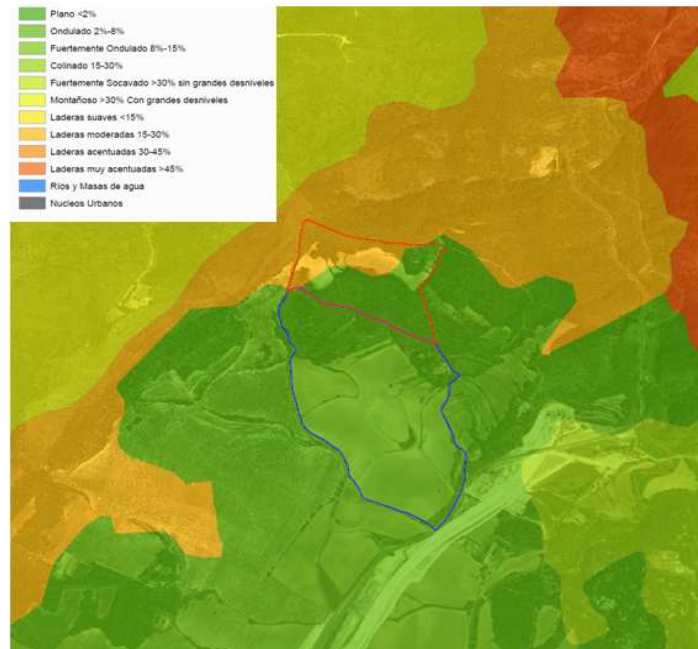 Plano <2%
Ondulado 2%-8%
Fuertemente Ondulado 8%-15%
Colinado 15-30%
Fuertemente Socavado >30% sin grandes desniveles
Montañoso >30% Con grandes desniveles
Laderas suaves <15%
Laderas moderadas 15-30%
Laderas acentuadas 30-45%
Laderas muy acentuadas >45%
Ríos y Masas de agua
Nucleos Urbanos